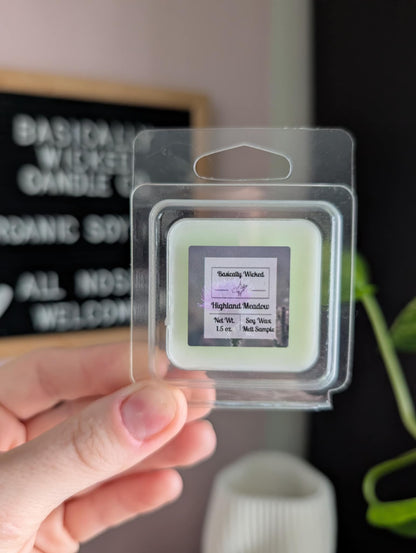 BASICALLY
WICKED
CANDLE CO
ORGANIC SOY
ALL NOSES
WELCOME
Basically Wicked
Highland Meadow
Net Wt.
1.5 oz.
Soy Wax
Melt Sample